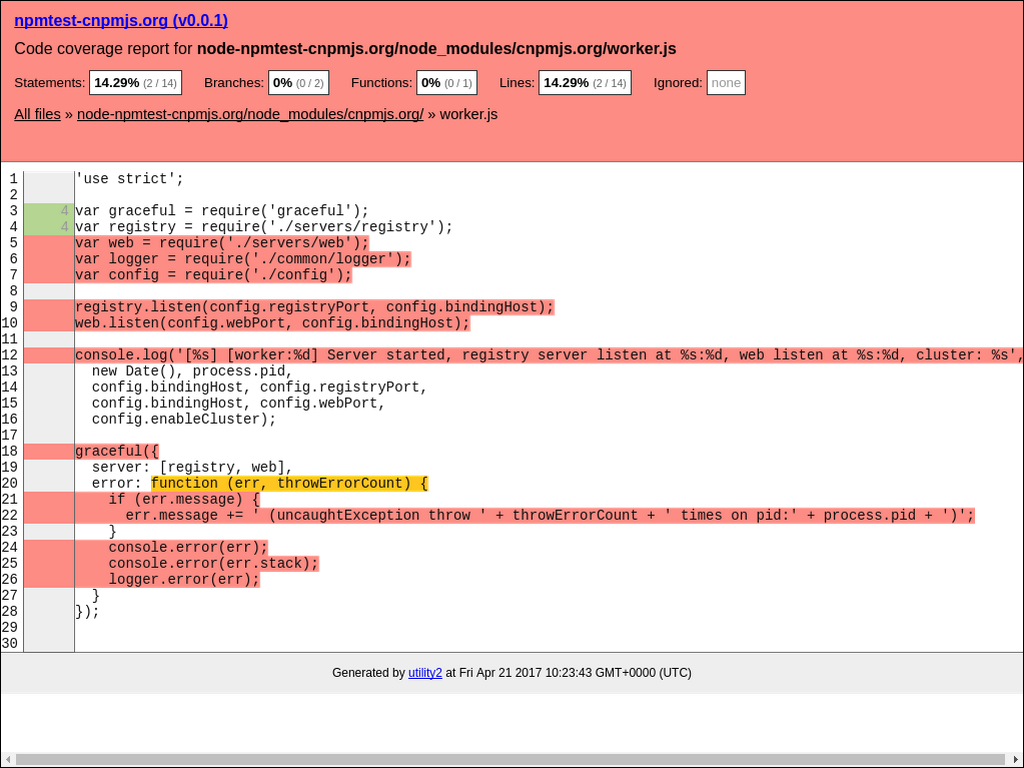 npmtest-cnpmjs.org (v0.0.1)
Code coverage report for node-npmtest-cnpmjs.org/node_modules/cnpmjs.org/worker.js
Statements: 14.29% (2 / 14) Branches: 0% (0 / 2) Functions: 0% (0 / 1) Lines: 14.29% (2 / 14) Ignored: none
All files » node-npmtest-cnpmjs.org/node_modules/cnpmjs.org/ » worker.js
1 'use strict';
2
3 4 var graceful = require('graceful');
4 4 var registry = require('./servers/registry');
5 var web = require('./servers/web');
6 var logger = require('./common/logger');
7 var config = require('./config');
8
9 registry.listen(config.registryPort, config.bindingHost);
10 web.listen(config.webPort, config.bindingHost);
11
12 console.log('[%s] [worker:%d] Server started, registry server listen at %s:%d, web listen at %s:%d, cluster: %s',
13   new Date(), process.pid,
14   config.bindingHost, config.registryPort,
15   config.bindingHost, config.webPort,
16   config.enableCluster);
17
18 graceful({
19   server: [registry, web],
20   error: function (err, throwErrorCount) {
21     if (err.message) {
22       err.message += ' (uncaughtException throw ' + throwErrorCount + ' times on pid:' + process.pid + ')';
23     }
24     console.error(err);
25     console.error(err.stack);
26     logger.error(err);
27   }
28 });
29
30
Generated by utility2 at Fri Apr 21 2017 10:23:43 GMT+0000 (UTC)